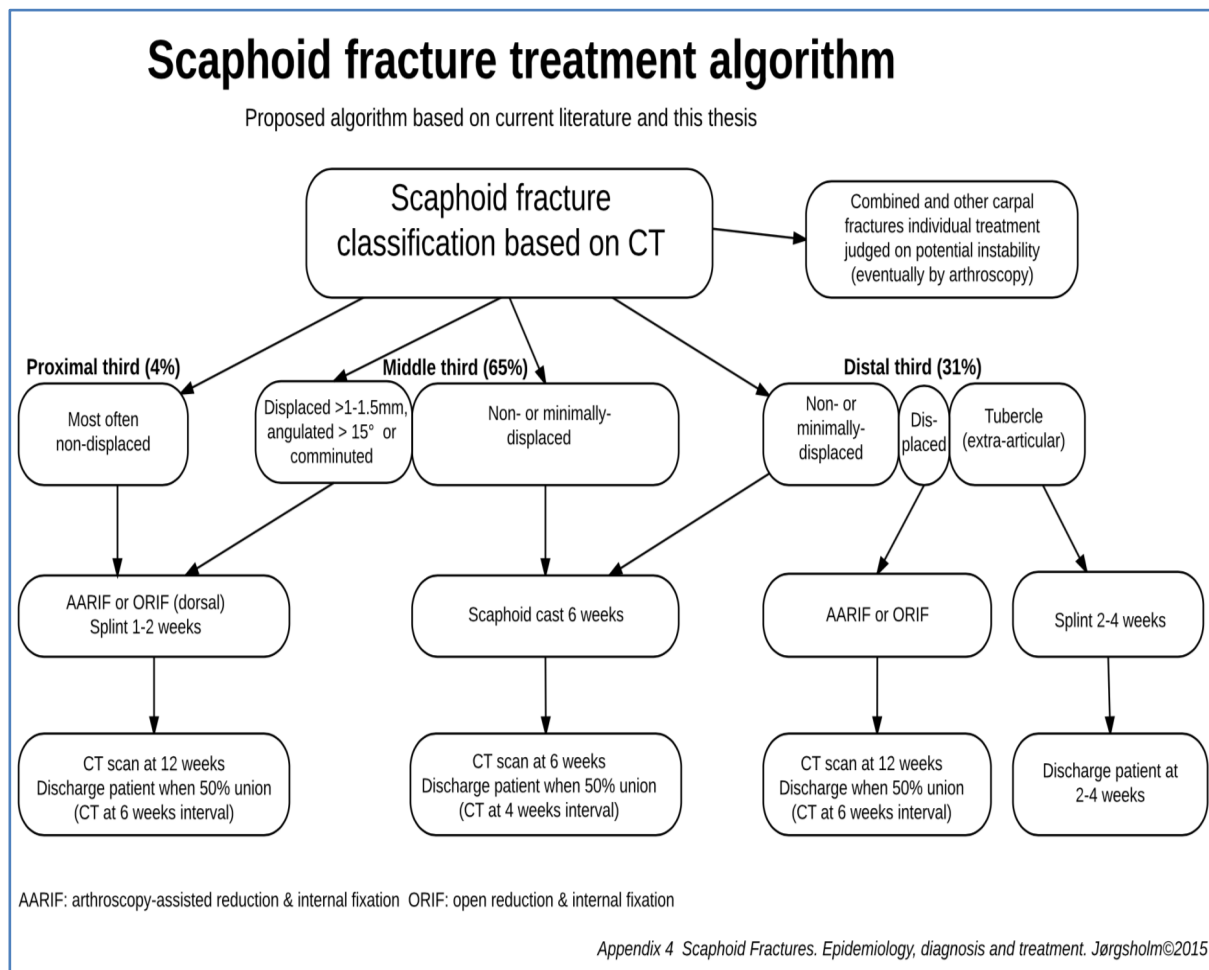 Scaphoid fracture treatment algorithm
Proposed algorithm based on current literature and this thesis
Scaphoid fracture
classification based on CT
Combined and other carpal
fractures individual treatment
judged on potential instability
(eventually by arthroscopy)
Proximal third (4%)
Middle third (65%)
Distal third (31%)
Most often
non-displaced
Displaced >1-1.5mm,
angulated > 15° or
comminuted
Non- or minimally-
displaced
Non- or
minimally-
displaced
Dis-
placed
Tubercle
(extra-articular)
AARIF or ORIF (dorsal)
Splint 1-2 weeks
Scaphoid cast 6 weeks
AARIF or ORIF
Splint 2-4 weeks
CT scan at 12 weeks
Discharge patient when 50% union
(CT at 6 weeks interval)
CT scan at 6 weeks
Discharge patient when 50% union
(CT at 4 weeks interval)
CT scan at 12 weeks
Discharge when 50% union
(CT at 6 weeks interval)
Discharge patient at
2-4 weeks
AARIF: arthroscopy-assisted reduction & internal fixation  ORIF: open reduction & internal fixation
Appendix 4  Scaphoid Fractures. Epidemiology, diagnosis and treatment. Jørgsholm©2015